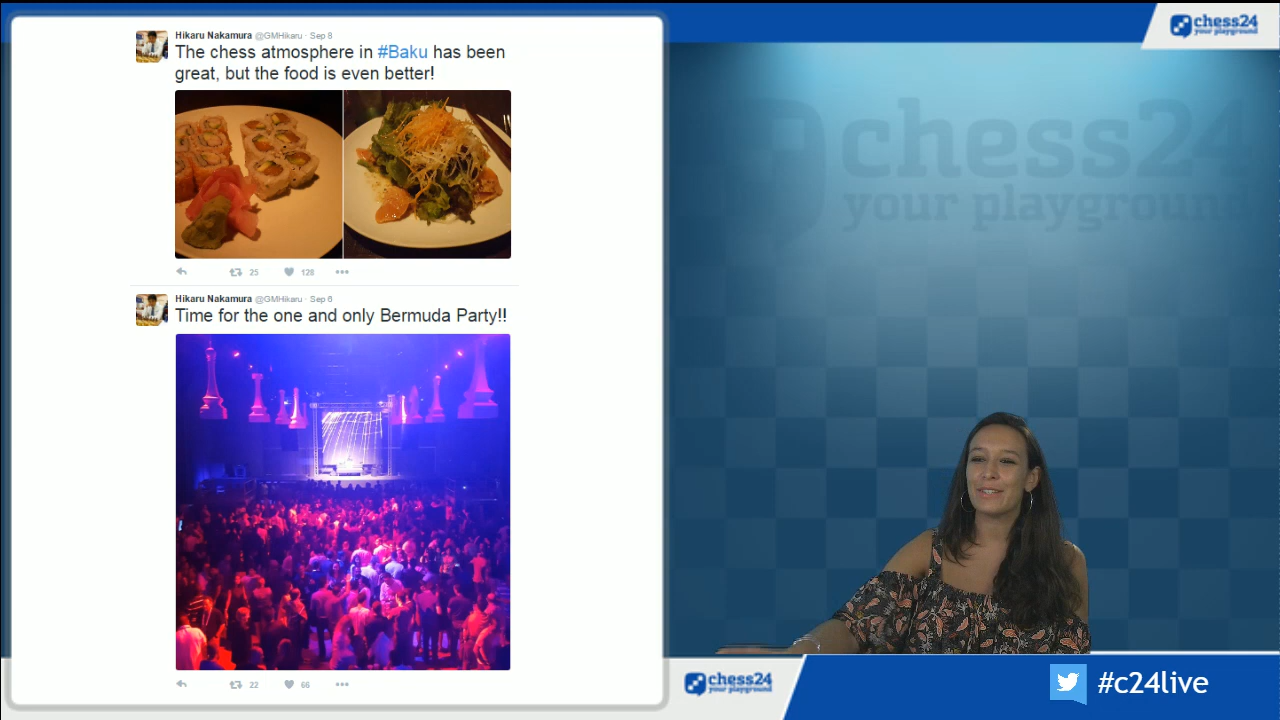 Hikaru Nakamura @GMHikaru · Sep 8
The chess atmosphere in #Baku has been
great, but the food is even better!
25 128
Hikaru Nakamura @GMHikaru · Sep 6
Time for the one and only Bermuda Party!!
22 66
chess24
your playground
chess24
your playground
chess24
your playground
#c24live